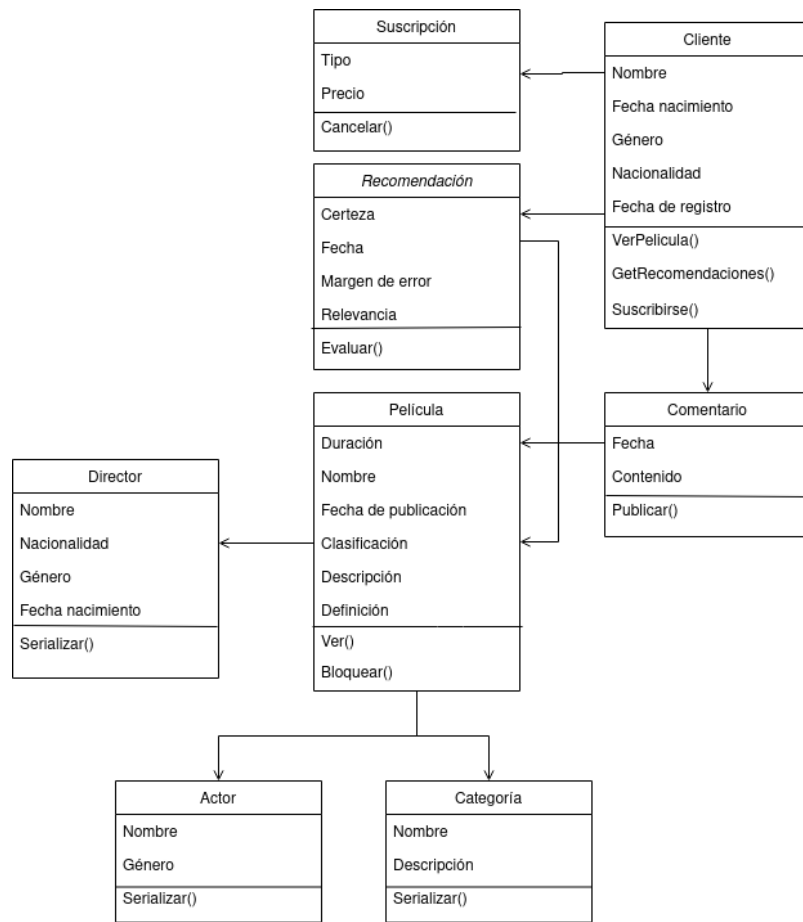 Suscripción
Tipo
Precio
Cancelar()
Cliente
Nombre
Fecha nacimiento
Género
Nacionalidad
Fecha de registro
VerPelicula()
GetRecomendaciones()
Suscribirse()
Recomendación
Certeza
Fecha
Margen de error
Relevancia
Evaluar()
Película
Duración
Nombre
Fecha de publicación
Clasificación
Descripción
Definición
Ver()
Bloquear()
Comentario
Fecha
Contenido
Publicar()
Director
Nombre
Nacionalidad
Género
Fecha nacimiento
Serializar()
Actor
Nombre
Género
Serializar()
Categoría
Nombre
Descripción
Serializar()